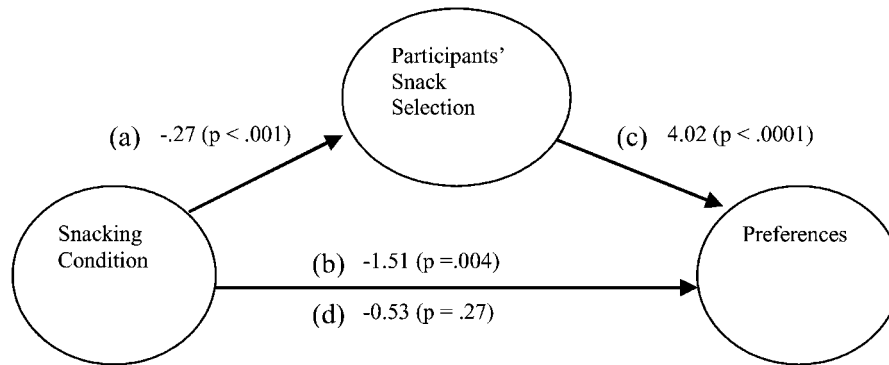 Participants’
Snack
Selection
(a) -.27 (p < .001)
(c) 4.02 (p < .0001)
Snacking
Condition
Preferences
(b) -1.51 (p =.004)
(d) -0.53 (p = .27)